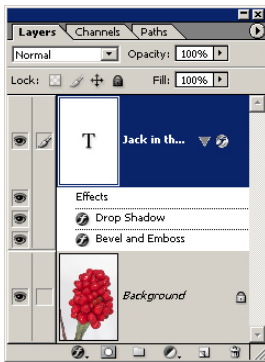 Layers Channels Paths
Normal Opacity: 100%
Lock: Fill: 100%
T Jack in th...
Effects
Drop Shadow
Bevel and Emboss
Background